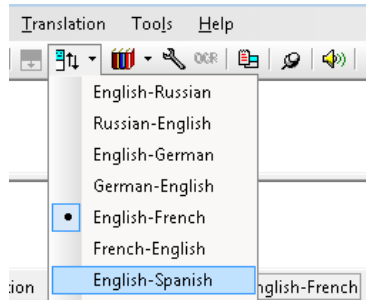 Translation Tools Help
OCR
English-Russian
Russian-English
English-German
German-English
English-French
French-English
English-Spanish
tion nglish-French